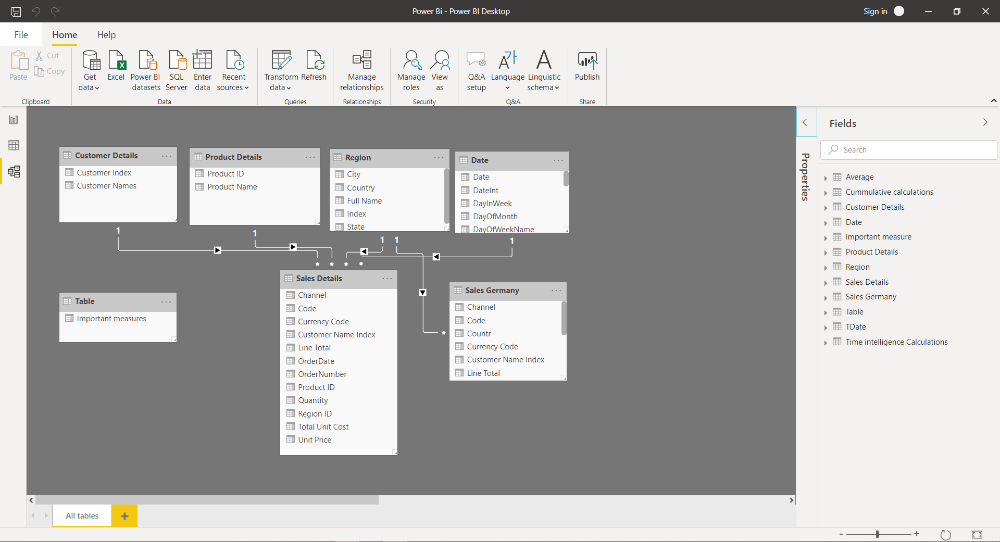 Power Bi - Power BI Desktop
Sign in
File
Home
Help
Paste
Cut
Copy
Clipboard
Get data
Excel
Power BI datasets
SQL Server
Enter data
Recent sources
Data
Transform data
Refresh
Queries
Manage relationships
Relationships
Manage roles
View as
Security
Q&A setup
Language
Linguistic schema
Q&A
Publish
Share
Customer Details
Customer Index
Customer Names
Product Details
Product ID
Product Name
Region
City
Country
Full Name
Index
State
Date
Date
DateInt
DayInWeek
DayOfMonth
DayOfWeekName
1
1
1
1
1
*
*
*
*
Table
Important measures
Sales Details
Channel
Code
Currency Code
Customer Name Index
Line Total
OrderDate
OrderNumber
Product ID
Quantity
Region ID
Total Unit Cost
Unit Price
*
Sales Germany
Channel
Code
Countr
Currency Code
Customer Name Index
Line Total
Properties
Fields
Search
Average
Cummulative calculations
Customer Details
Date
Important measure
Product Details
Region
Sales Details
Sales Germany
Table
TDate
Time intelligence Calculations
All tables
+
- +